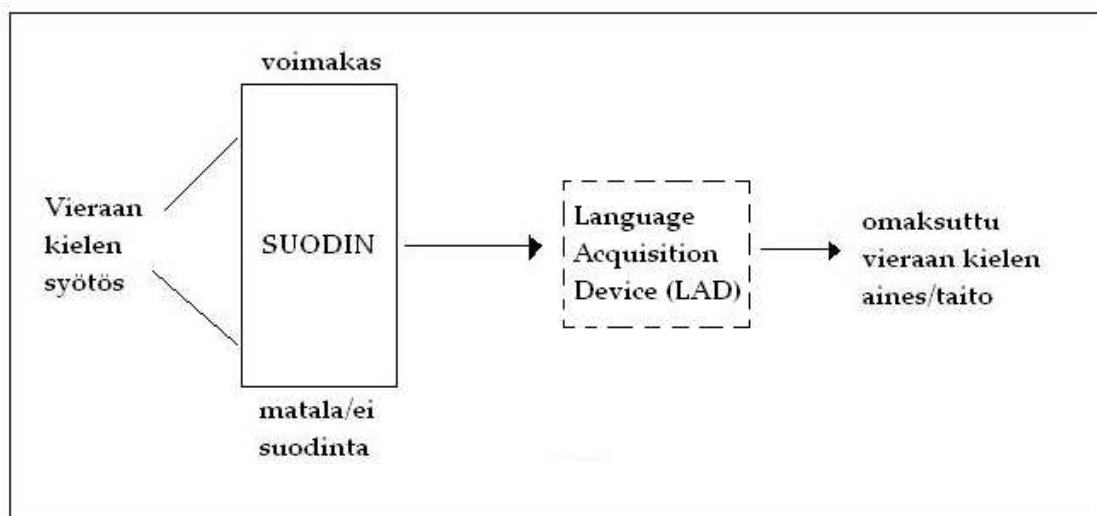 voimakas
Vieraan
kielen
syötös
SUODIN
Language
Acquisition
Device (LAD)
omaksuttu
vieraan kielen
aines/taito
matala/ei
suodinta